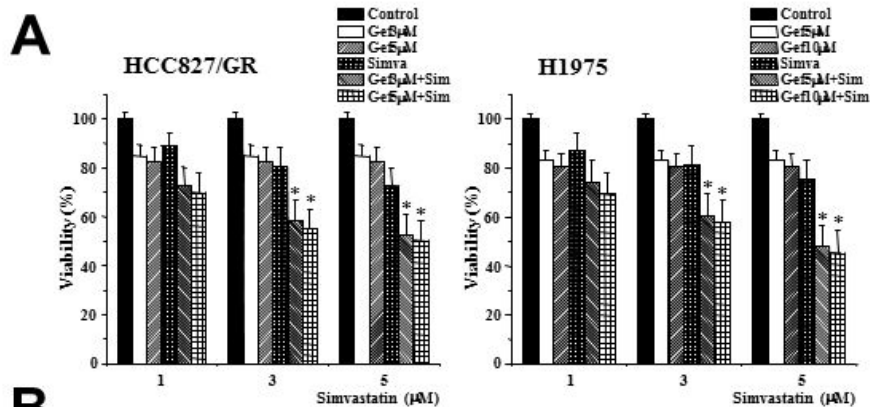 A
HCC827/GR
Control
Gef3μM
Gef5μM
Simva
Gef3μM+Sim
Gef5μM+Sim
Viability (%)
100
80
60
40
20
0
* *
* *
1 3 5
Simvastatin (μM)
H1975
Control
Gef5μM
Gef10μM
Simva
Gef5μM+Sim
Gef10μM+Sim
Viability (%)
100
80
60
40
20
0
* *
* *
1 3 5
Simvastatin (μM)
B